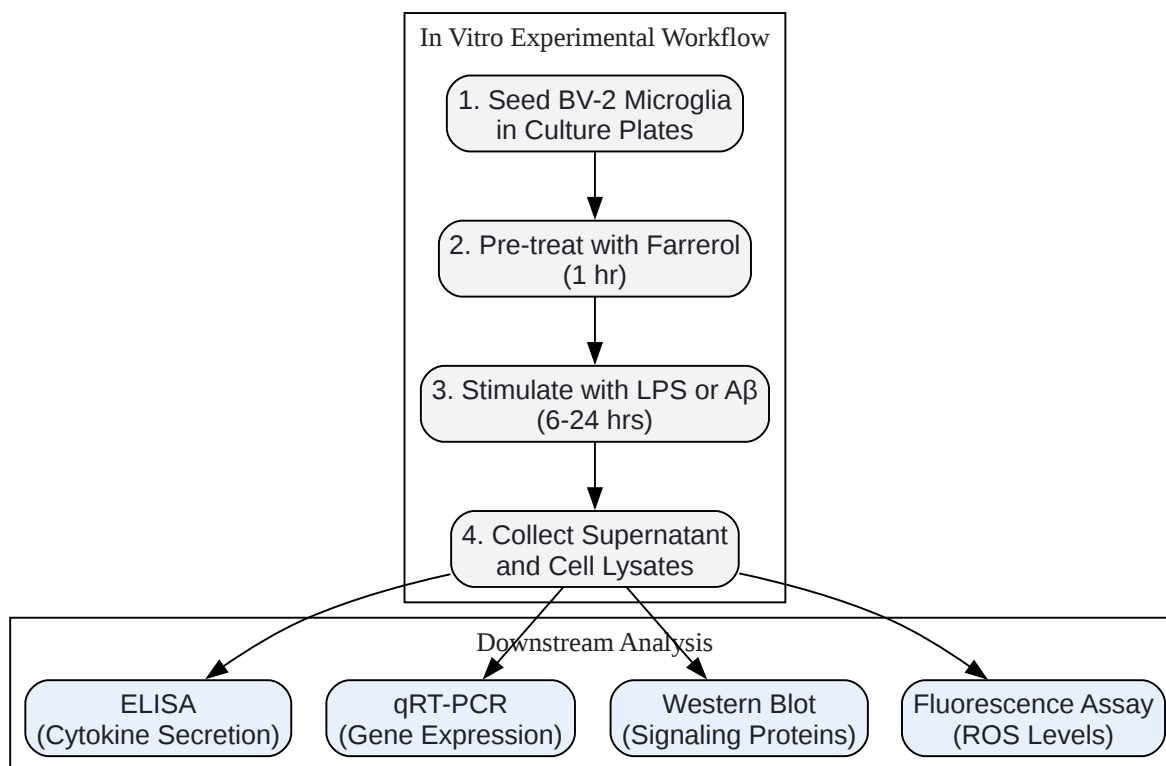 In Vitro Experimental Workflow
1. Seed BV-2 Microglia
in Culture Plates
2. Pre-treat with Farrerol
(1 hr)
3. Stimulate with LPS or Aβ
(6-24 hrs)
4. Collect Supernatant
and Cell Lysates
Downstream Analysis
ELISA
(Cytokine Secretion)
qRT-PCR
(Gene Expression)
Western Blot
(Signaling Proteins)
Fluorescence Assay
(ROS Levels)